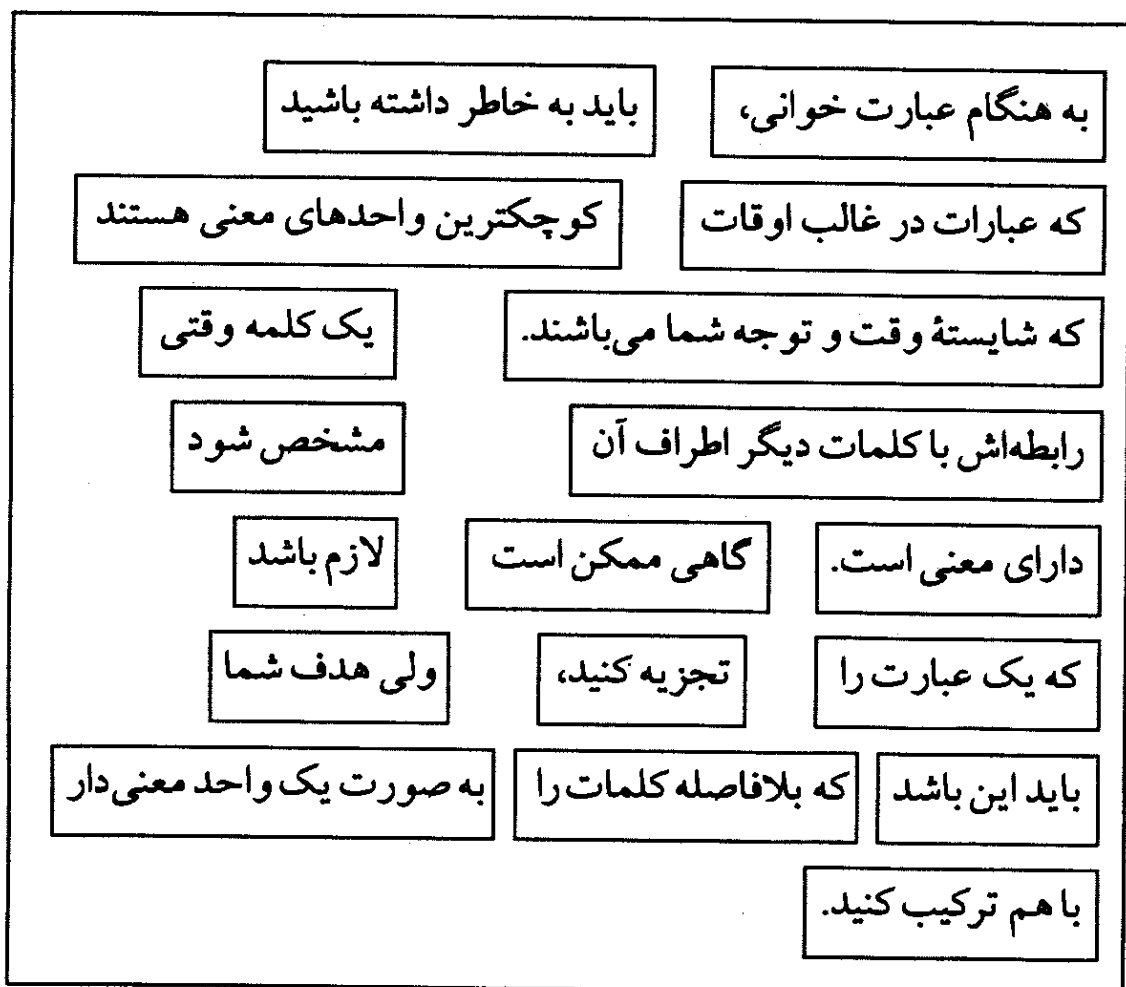 به هنگام عبارت خوانی، باید به خاطر داشته باشید
که عبارات در غالب اوقات کوچکترین واحدهای معنی هستند
که شایستهٔ وقت و توجه شما می‌باشند. یک کلمه وقتی
رابطه‌اش با کلمات دیگر اطراف آن مشخص شود
دارای معنی است. گاهی ممکن است لازم باشد
که یک عبارت را تجزیه کنید، ولی هدف شما
باید این باشد که بلافاصله کلمات را به صورت یک واحد معنی‌دار
با هم ترکیب کنید.